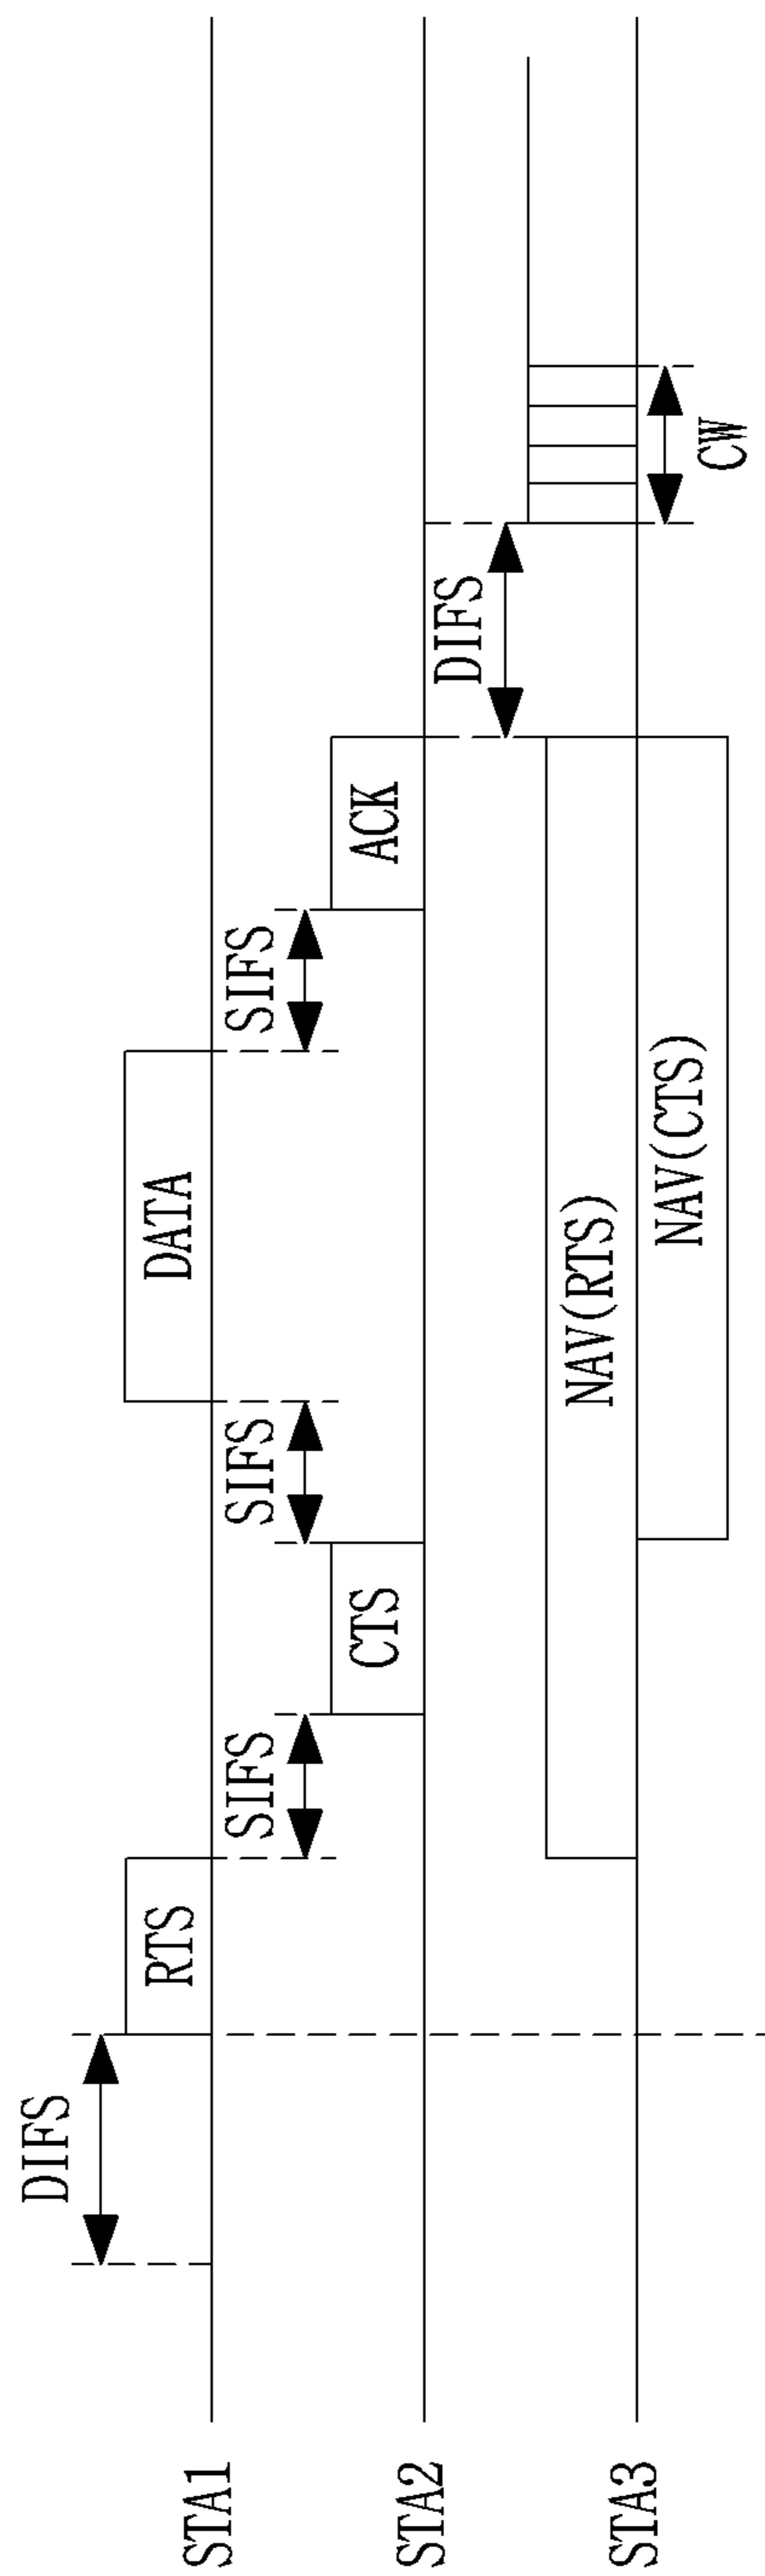 DIFS
RTS
SIFS
CTS
SIFS
DATA
SIFS
ACK
DIFS
CW
NAV(RTS)
NAV(CTS)
STA1
STA2
STA3